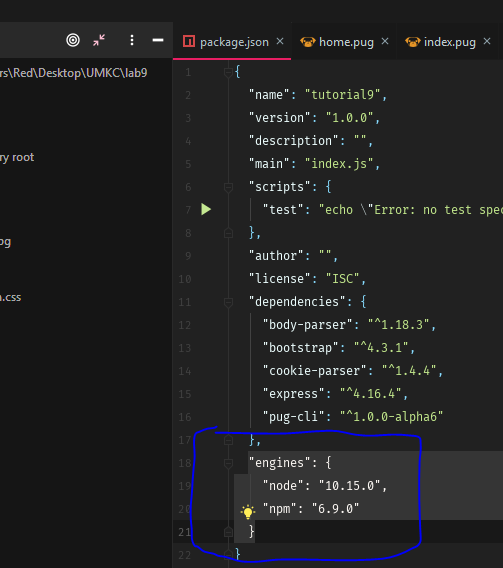 rs\Red\Desktop\UMKC\lab9
ry root
og
.css
package.json
home.pug
index.pug
1 {
2 "name": "tutorial9",
3 "version": "1.0.0",
4 "description": "",
5 "main": "index.js",
6 "scripts": {
7 "test": "echo \"Error: no test spec
8 },
9 "author": "",
10 "license": "ISC",
11 "dependencies": {
12 "body-parser": "^1.18.3",
13 "bootstrap": "^4.3.1",
14 "cookie-parser": "^1.4.4",
15 "express": "^4.16.4",
16 "pug-cli": "^1.0.0-alpha6"
17 },
18 "engines": {
19 "node": "10.15.0",
20 "npm": "6.9.0"
21 }
22 }